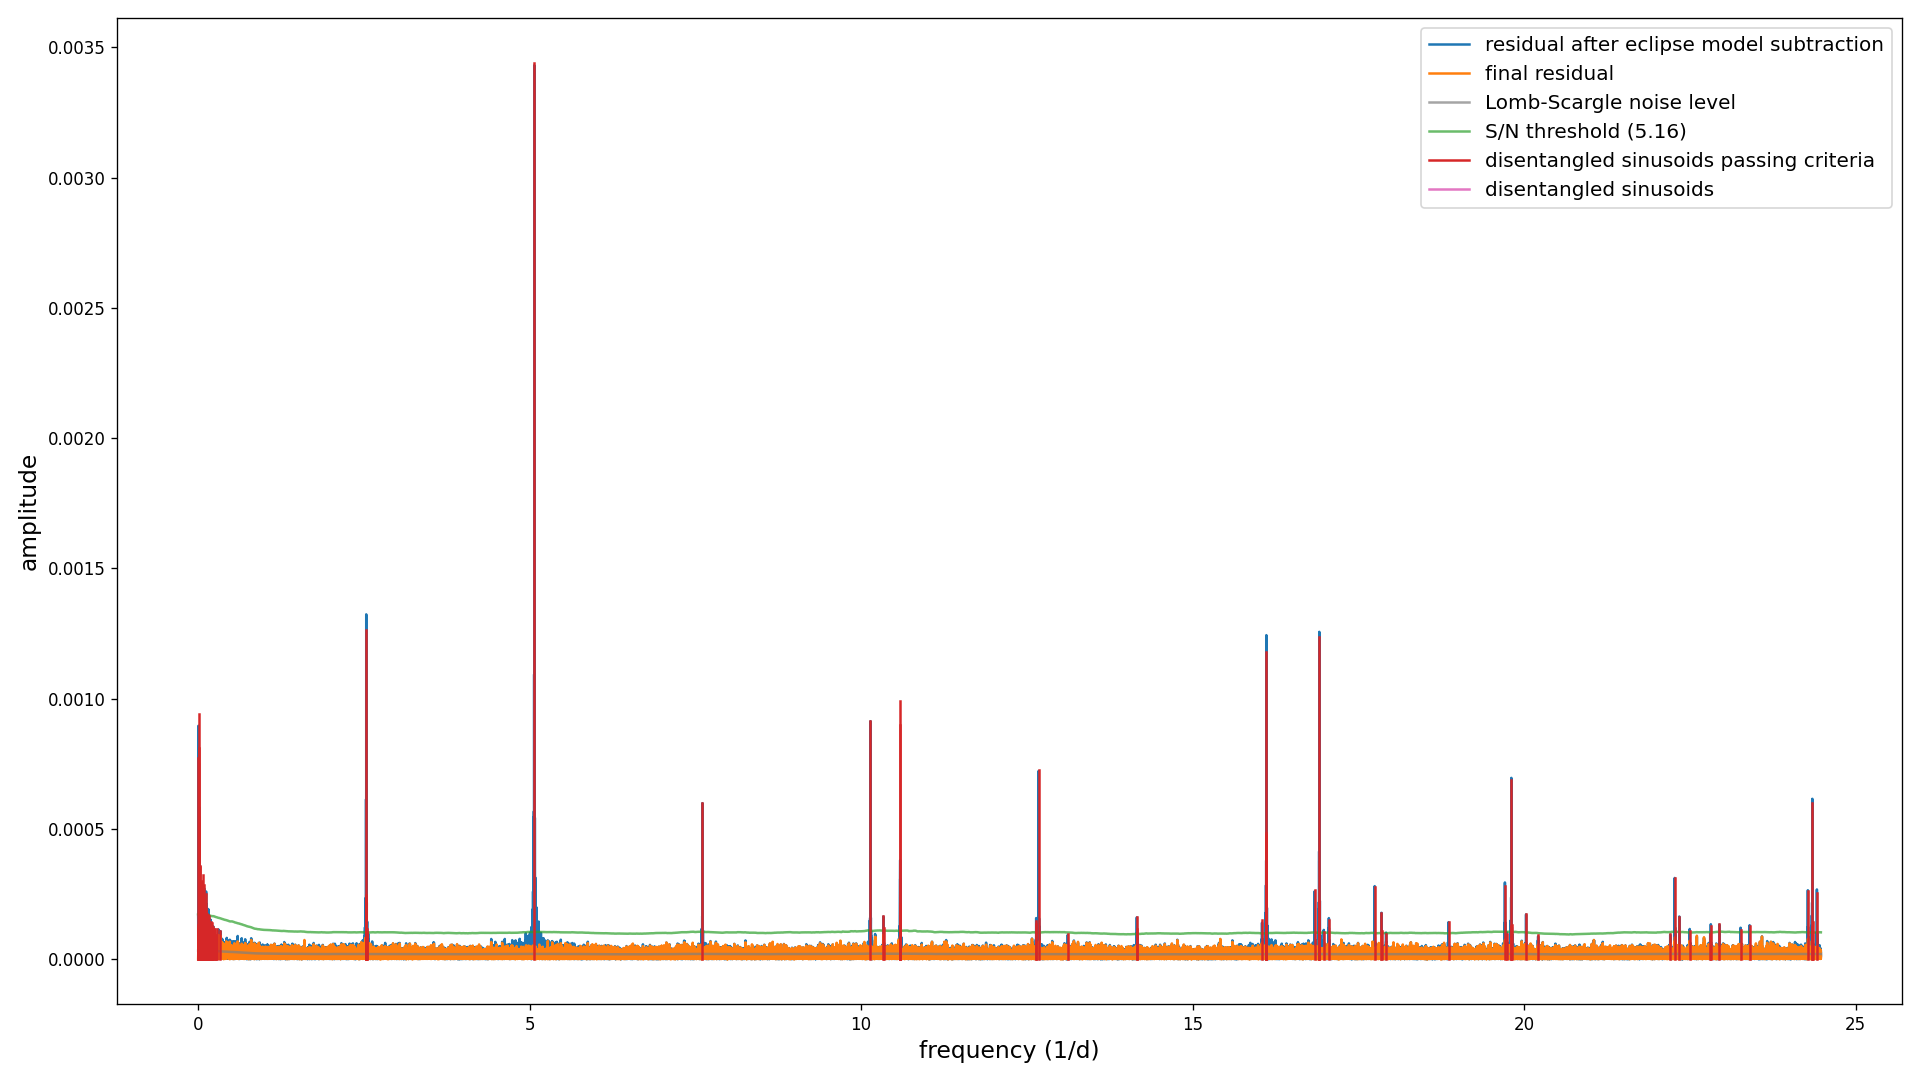 residual after eclipse model subtraction
final residual
Lomb-Scargle noise level
S/N threshold (5.16)
disentangled sinusoids passing criteria
disentangled sinusoids
amplitude
0.0035
0.0030
0.0025
0.0020
0.0015
0.0010
0.0005
0.0000
0
5
10
15
20
25
frequency (1/d)